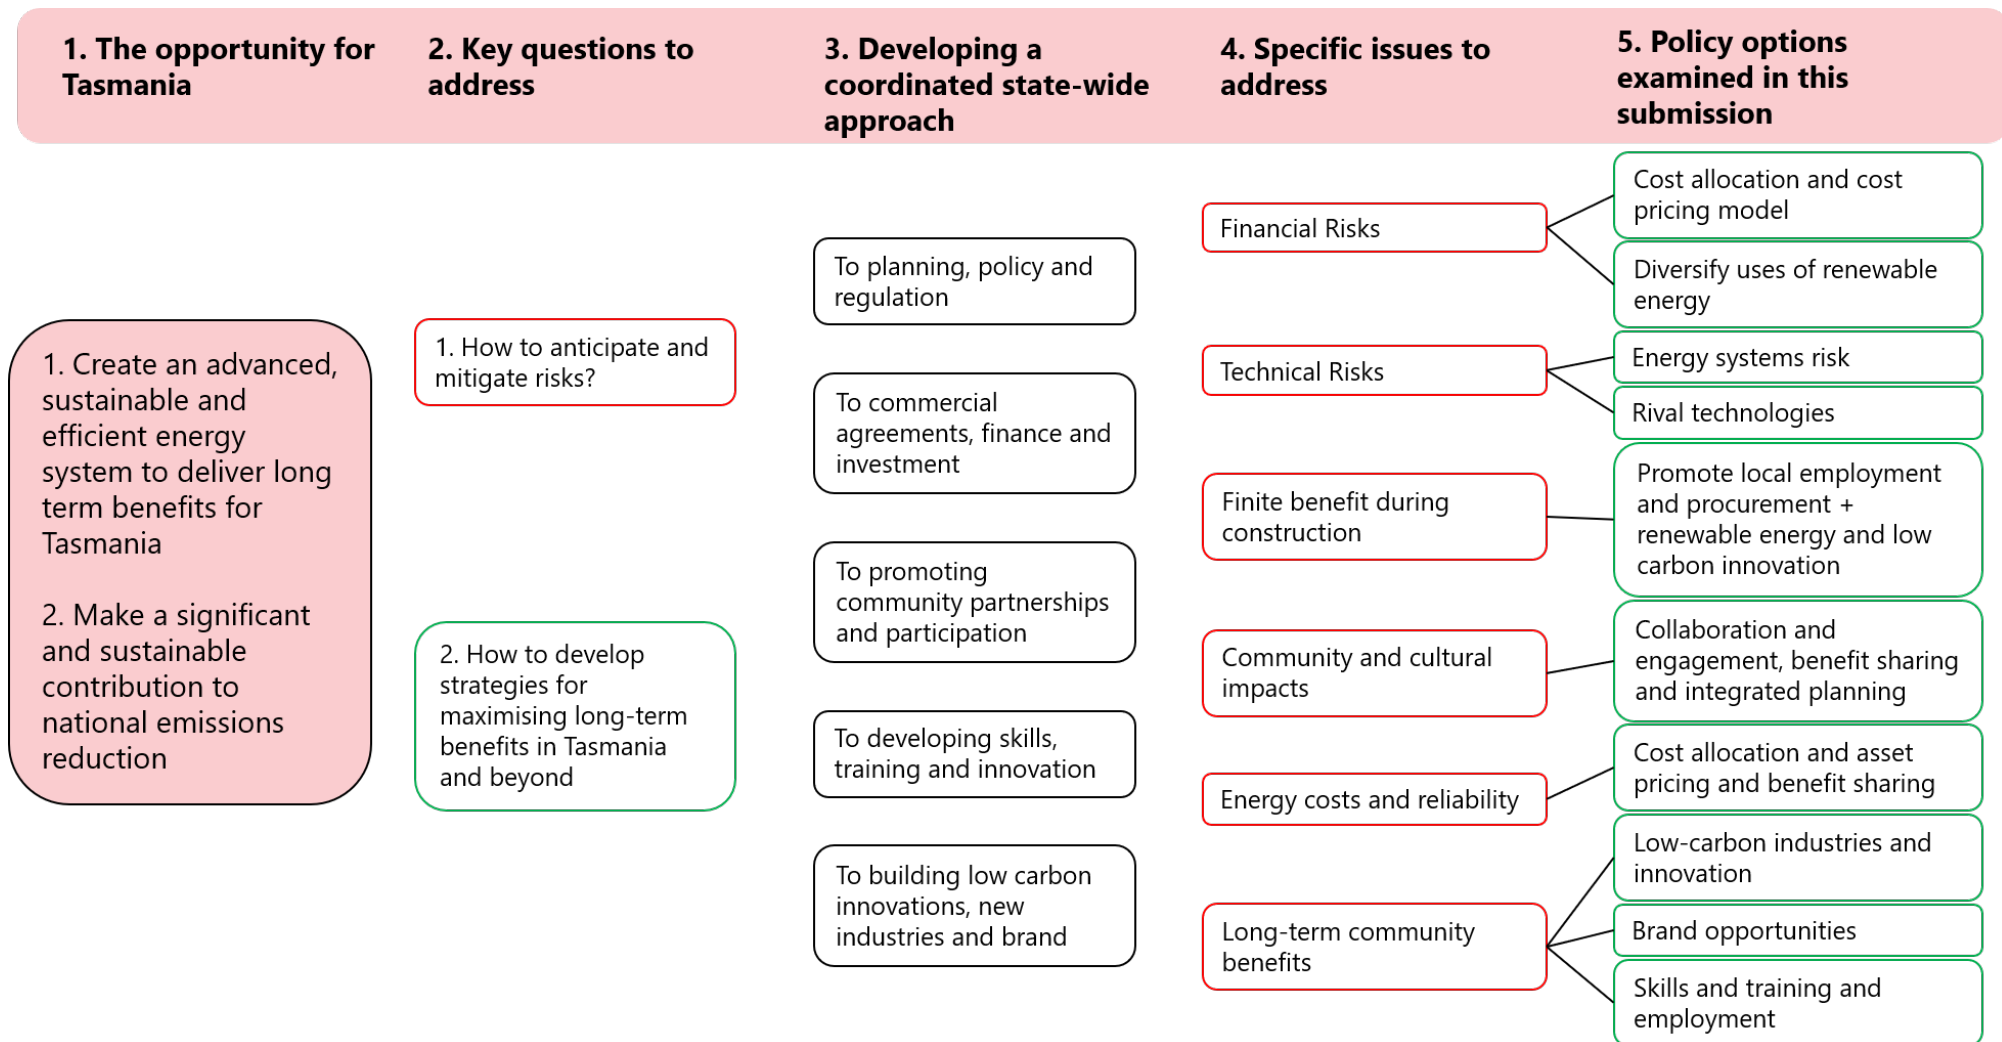 1. The opportunity for
Tasmania
2. Key questions to
address
3. Developing a
coordinated state-wide
approach
4. Specific issues to
address
5. Policy options
examined in this
submission
1. Create an advanced,
sustainable and
efficient energy
system to deliver long
term benefits for
Tasmania
2. Make a significant
and sustainable
contribution to
national emissions
reduction
1. How to anticipate and
mitigate risks?
2. How to develop
strategies for
maximising long-term
benefits in Tasmania
and beyond
To planning, policy and
regulation
To commercial
agreements, finance and
investment
To promoting
community partnerships
and participation
To developing skills,
training and innovation
To building low carbon
innovations, new
industries and brand
Financial Risks
Technical Risks
Finite benefit during
construction
Community and cultural
impacts
Energy costs and reliability
Long-term community
benefits
Cost allocation and cost
pricing model
Diversify uses of renewable
energy
Energy systems risk
Rival technologies
Promote local employment
and procurement +
renewable energy and low
carbon innovation
Collaboration and
engagement, benefit sharing
and integrated planning
Cost allocation and asset
pricing and benefit sharing
Low-carbon industries and
innovation
Brand opportunities
Skills and training and
employment